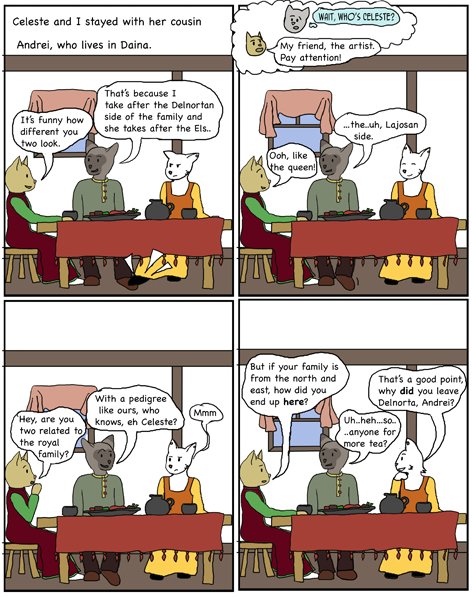 Celeste and I stayed with her cousin
Andrei, who lives in Daina.
It's funny how
different you
two look.
That's because I
take after the Delnortan
side of the family and
she takes after the Els..
WAIT, WHO'S CELESTE?
My friend, the artist.
Pay attention!
...the..uh, Lajosan
side.
Ooh, like
the queen!
Hey, are you
two related to
the royal
family?
With a pedigree
like ours, who
knows, eh Celeste?
Mmm
But if your family is
from the north and
east, how did you
end up here?
Uh..heh...so..
..anyone for
more tea?
That's a good point,
why did you leave
Delnorta, Andrei?